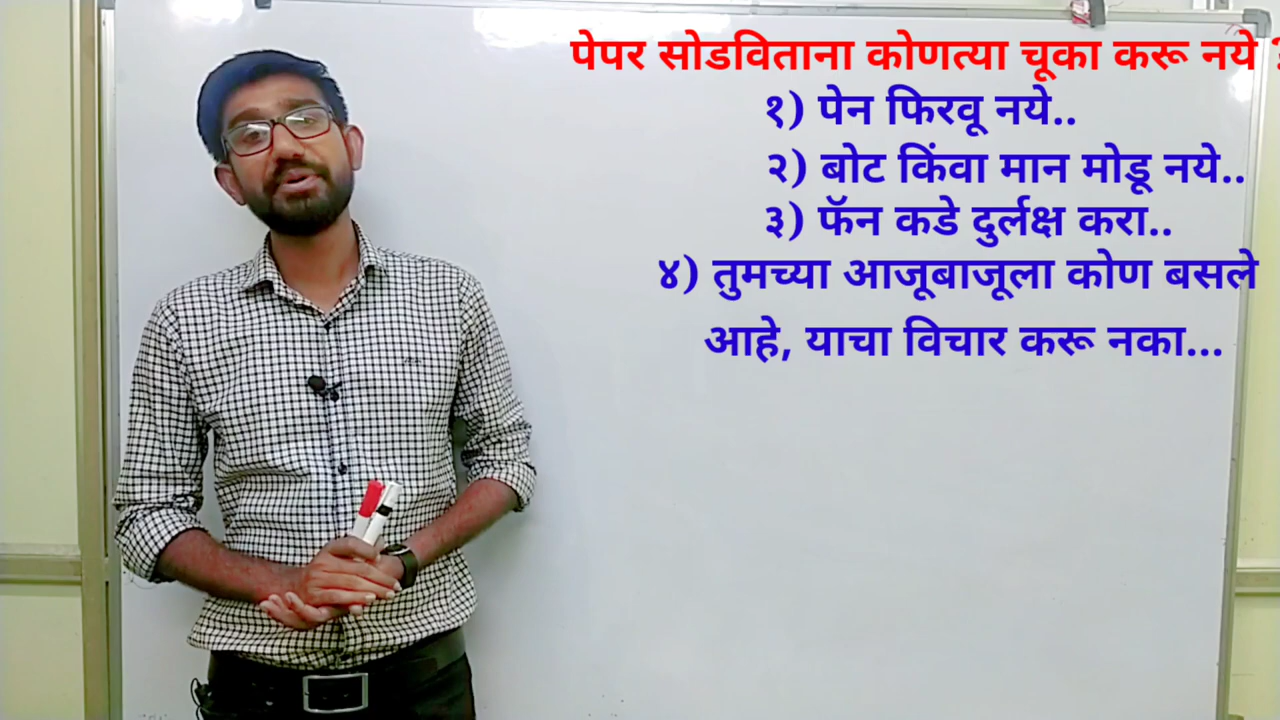 पेपर सोडविताना कोणत्या चूका करू नये ?
१) पेन फिरवू नये..
२) बोट किंवा मान मोडू नये..
३) फॅन कडे दुर्लक्ष करा..
४) तुमच्या आजूबाजूला कोण बसले
आहे, याचा विचार करू नका...